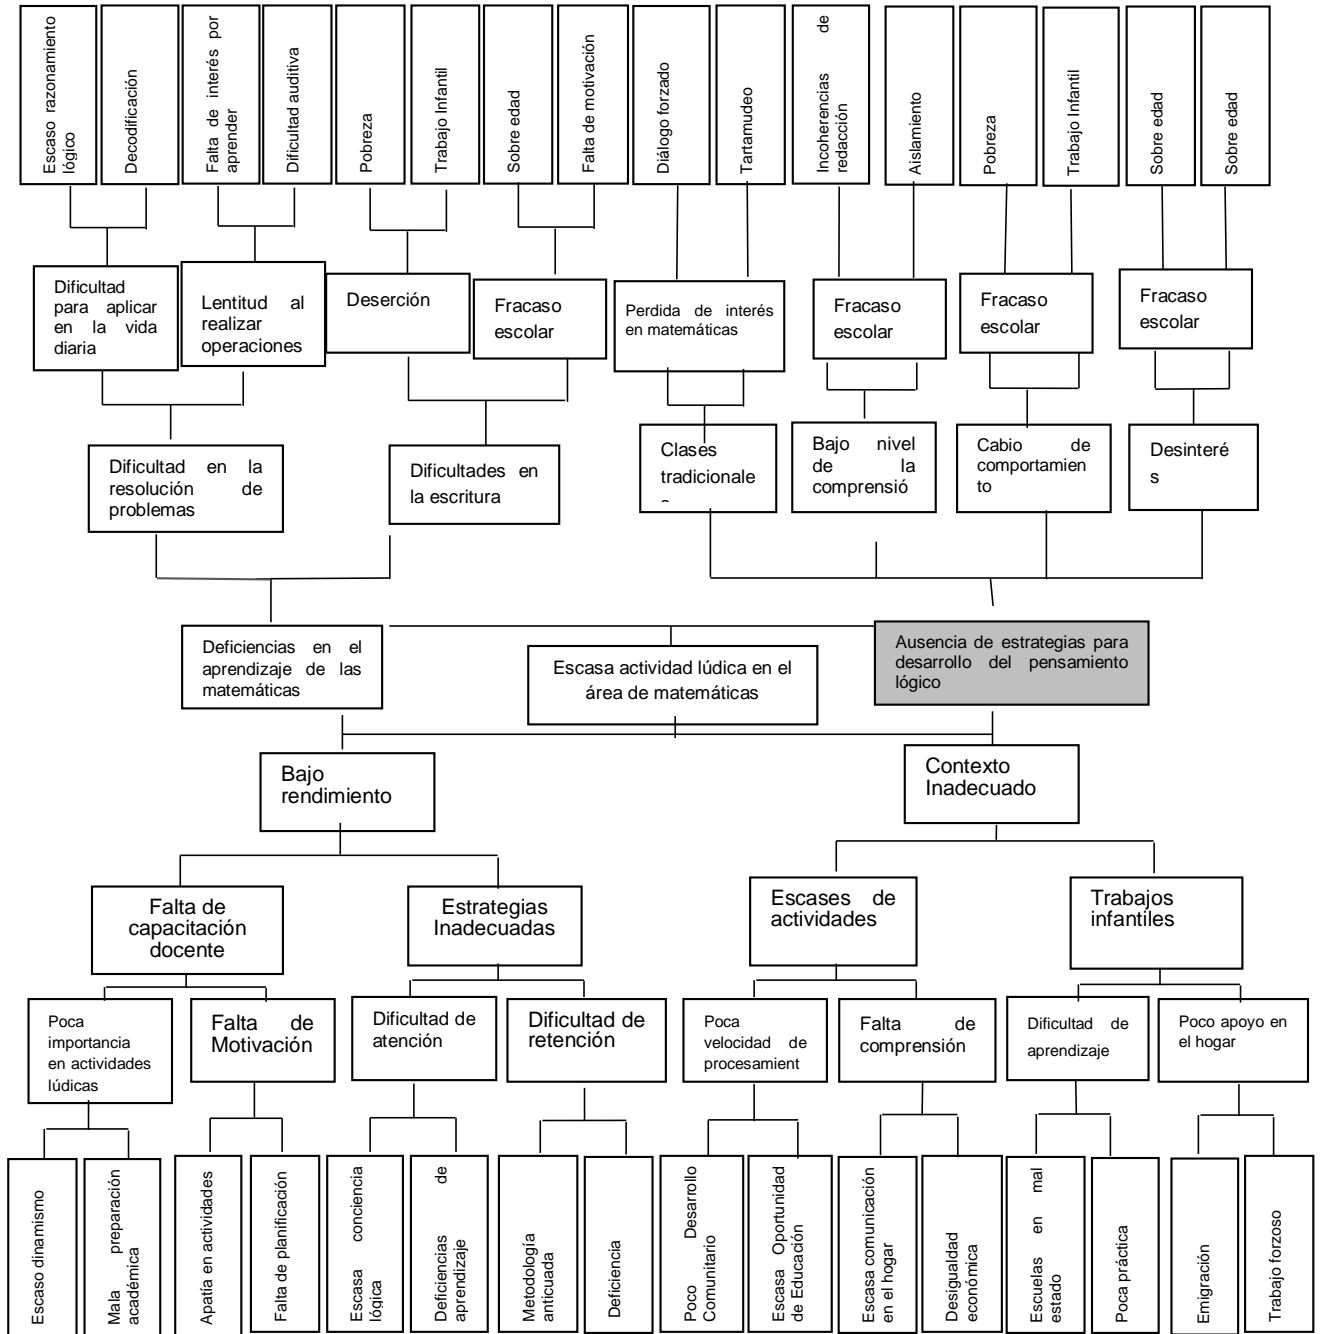 Escaso razonamiento
lógico
Decodificación
Falta de interés por
aprender
Dificultad auditiva
Pobreza
Trabajo Infantil
Sobre edad
Falta de motivación
Diálogo forzado
Tartamudeo
Incoherencias de
redacción
Aislamiento
Pobreza
Trabajo Infantil
Sobre edad
Sobre edad
Dificultad
para aplicar
en la vida
diaria
Lentitud al
realizar
operaciones
Deserción
Fracaso
escolar
Perdida de interés
en matemáticas
Fracaso
escolar
Fracaso
escolar
Fracaso
escolar
Dificultad en la
resolución de
problemas
Dificultades en
la escritura
Clases
tradicionale
Bajo nivel
de la
comprensió
Cabio de
comportamien
to
Desinteré
s
Deficiencias en el
aprendizaje de las
matemáticas
Escasa actividad lúdica en el
área de matemáticas
Ausencia de estrategias para
desarrollo del pensamiento
lógico
Bajo
rendimiento
Contexto
Inadecuado
Falta de
capacitación
docente
Estrategias
Inadecuadas
Escases de
actividades
Trabajos
infantiles
Poca
importancia
en actividades
lúdicas
Falta de
Motivación
Dificultad de
atención
Dificultad de
retención
Poca
velocidad de
procesamient
Falta de
comprensión
Dificultad de
aprendizaje
Poco apoyo en
el hogar
Escaso dinamismo
Mala preparación
académica
Apatía en actividades
Falta de planificación
Escasa conciencia
lógica
Deficiencias de
aprendizaje
Metodología
anticuada
Deficiencia
Poco Desarrollo
Comunitario
Escasa Oportunidad
de Educación
Escasa comunicación
en el hogar
Desigualdad
económica
Escuelas en mal
estado
Poca práctica
Emigración
Trabajo forzoso